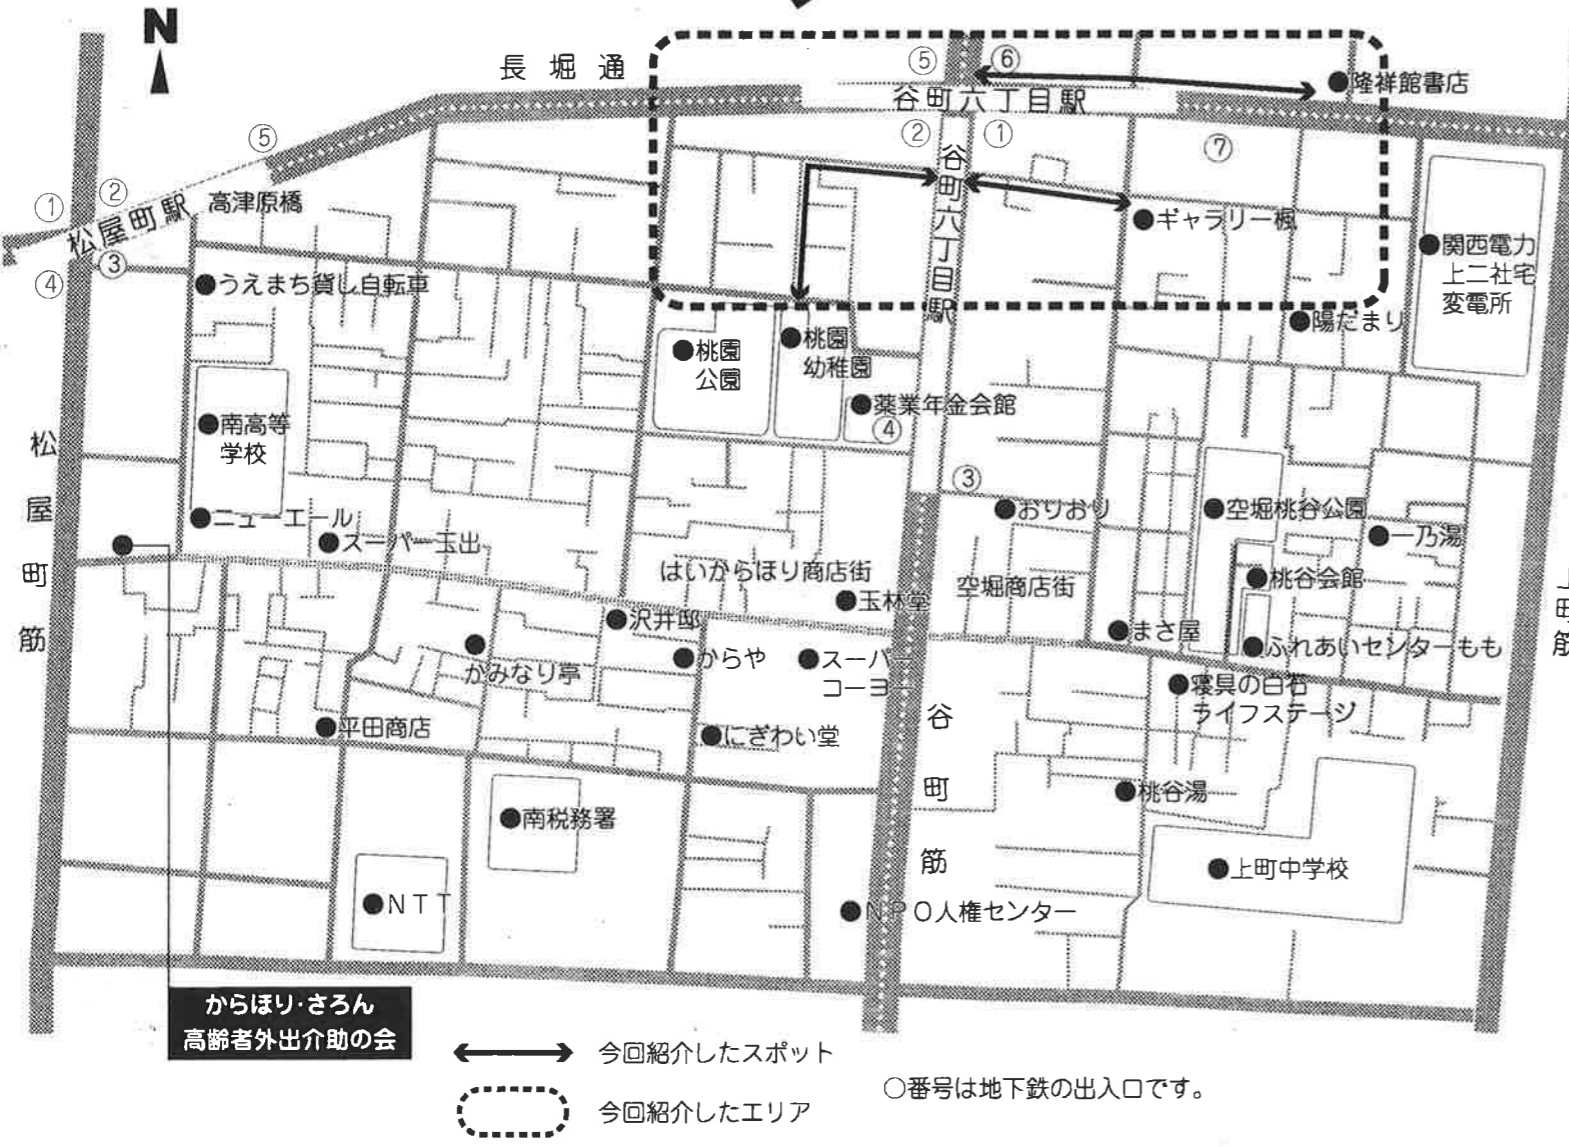 N
長堀通
⑤
⑥
隆祥館書店
谷町六丁目駅
②
①
⑦
⑤
①
②
松屋町駅
高津原橋
③
④
谷町六丁目駅
ギャラリー楓
関西電力
上二社宅
変電所
うえまち貸し自転車
陽だまり
桃園
公園
桃園
幼稚園
薬業年金会館
④
南高等
学校
松屋町筋
③
おりおり
空堀桃谷公園
一乃湯
ニューエール
スーパー玉出
はいからほり商店街
空堀商店街
桃谷会館
玉林堂
沢井邸
まさ屋
ふれあいセンターもも
かみなり亭
からや
スーパー
コーヨー
寝具の白石
ライフステージ
平田商店
にぎわい堂
谷町筋
桃谷湯
南税務署
上町中学校
NTT
NPO人権センター
上町筋
からほり・さろん
高齢者外出介助の会
今回紹介したスポット
今回紹介したエリア
○番号は地下鉄の出入口です。